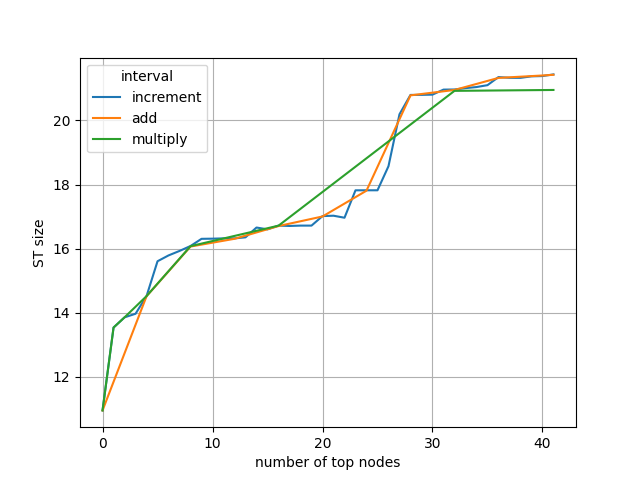 interval
increment
add
multiply
ST size
20
18
16
14
12
0
10
20
30
40
number of top nodes